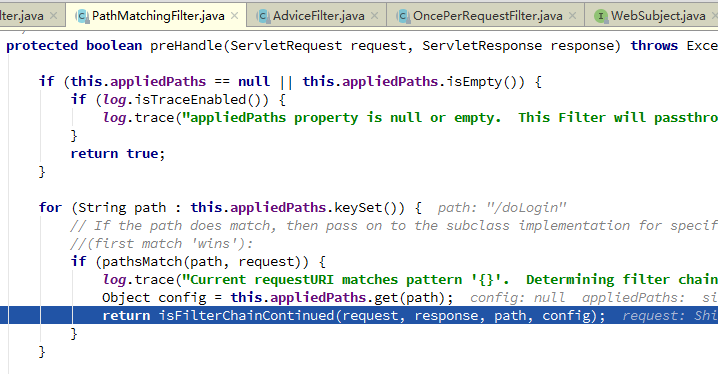 lter.java × PathMatchingFilter.java × AdviceFilter.java × OncePerRequestFilter.java × WebSubject.java ×
protected boolean preHandle(ServletRequest request, ServletResponse response) throws Exce
if (this.appliedPaths == null || this.appliedPaths.isEmpty()) {
if (log.isTraceEnabled()) {
log.trace("appliedPaths property is null or empty.  This Filter will passthro
}
return true;
}
for (String path : this.appliedPaths.keySet()) {  path: "/doLogin"
// If the path does match, then pass on to the subclass implementation for specif
//(first match 'wins'):
if (pathsMatch(path, request)) {
log.trace("Current requestURI matches pattern '{}'.  Determining filter chain
Object config = this.appliedPaths.get(path);  config: null  appliedPaths:  si
return isFilterChainContinued(request, response, path, config);  request: Shi
}
}